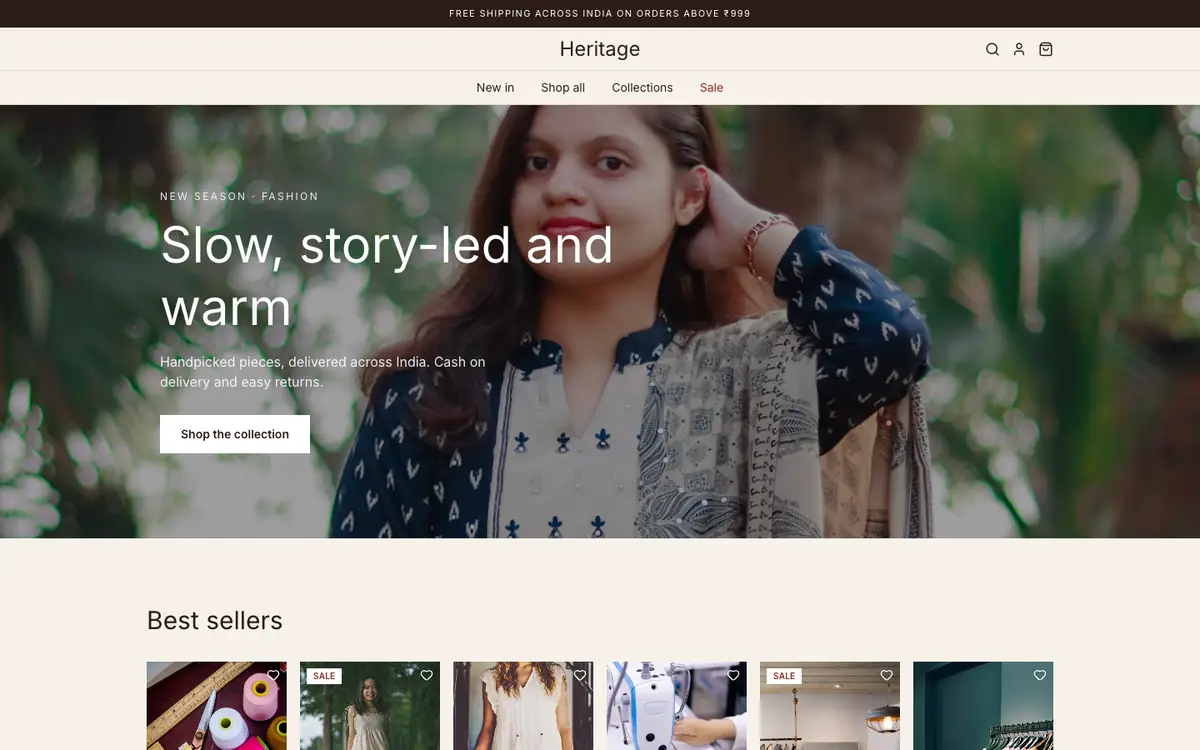 FREE SHIPPING ACROSS INDIA ON ORDERS ABOVE ₹999
Heritage
New in
Shop all
Collections
Sale
NEW SEASON · FASHION
Slow, story-led and
warm
Handpicked pieces, delivered across India. Cash on
delivery and easy returns.
Shop the collection
Best sellers
SALE
SALE